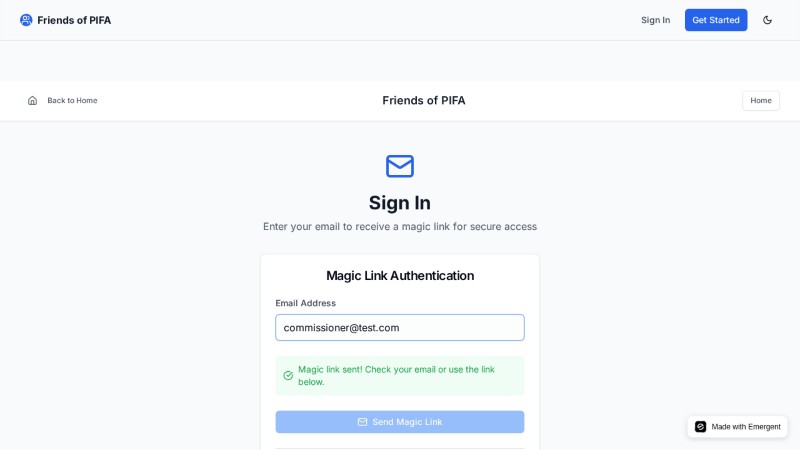 Friends of PIFA
Sign In
Get Started
Back to Home
Friends of PIFA
Home
Sign In
Enter your email to receive a magic link for secure access
Magic Link Authentication
Email Address
commissioner@test.com
Magic link sent! Check your email or use the link
below.
Send Magic Link
Made with Emergent